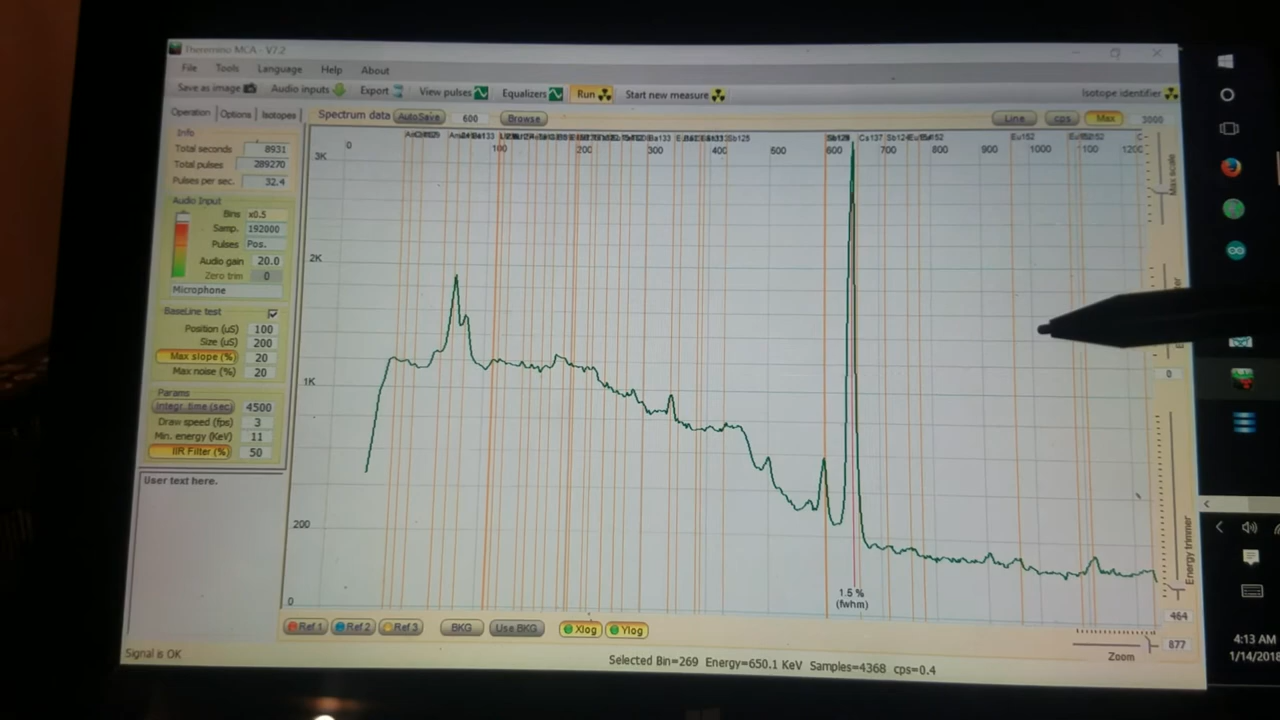 Theremino MCA - V7.2
File Tools Language Help About
Save as image Audio inputs Export View pulses Equalizers Run Start new measure Isotope identifier
Operation Options Isotopes Spectrum data AutoSave 600 Browse Line cps Max 3000
Info
Total seconds 8931
Total pulses 289270
Pulses per sec. 32.4
Audio Input
Bins x0.5
Samp. 192000
Pulses Pos.
Audio gain 20.0
Zero trim 0
Microphone
BaseLine test
Position (uS) 100
Size (uS) 200
Max slope (%) 20
Max noise (%) 20
Params
Integr. time (sec) 4500
Draw speed (fps) 3
Min. energy (KeV) 11
IIR Filter (%) 50
User text here.
Sb125 Cs137 Eu152
0 100 200 300 400 500 600 700 800 900 1000 1100 1200
3K
2K
1K
200
0
1.5 %
(fwhm)
Max scale
0
Energy trimmer
464
877
Zoom
Ref 1 Ref 2 Ref 3 BKG Use BKG Xlog Ylog
Signal is OK
Selected Bin=269 Energy=650.1 KeV Samples=4368 cps=0.4
4:13 AM
1/14/2018